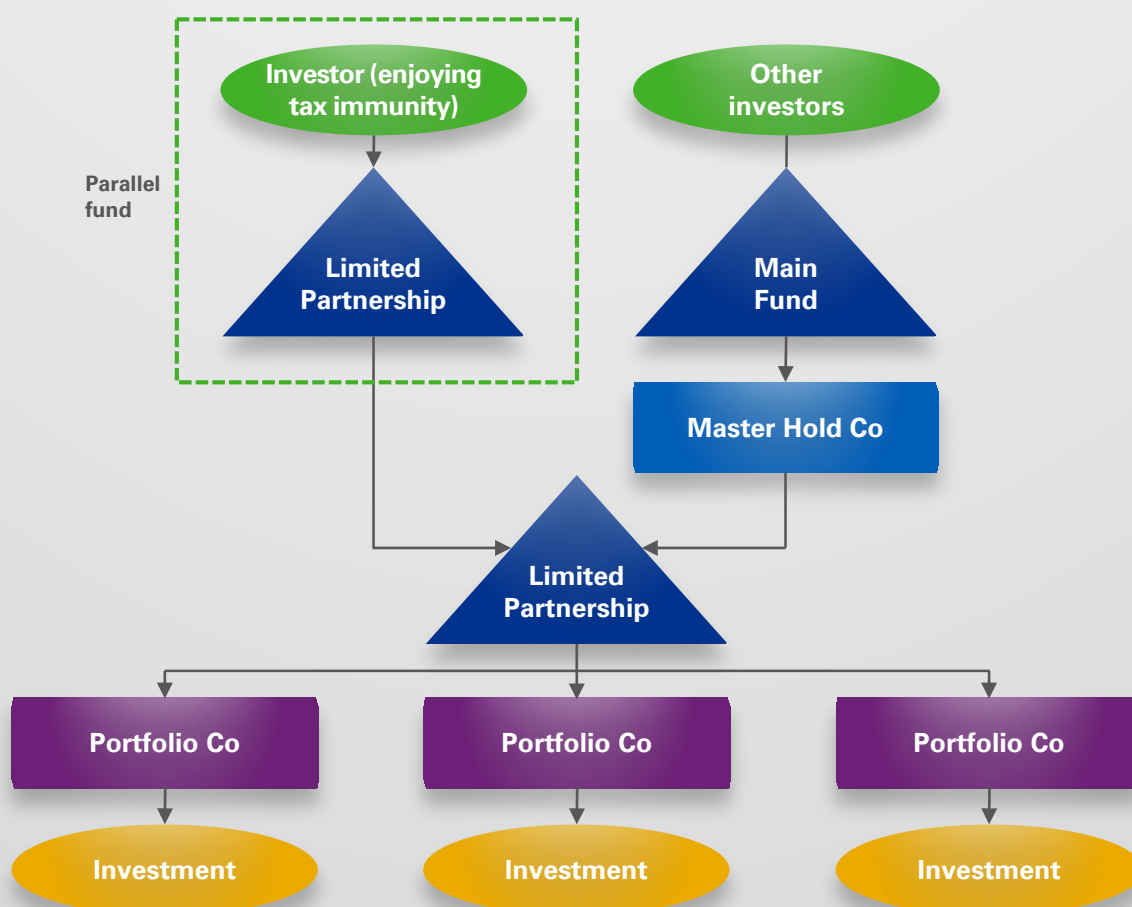 Investor (enjoying
tax immunity)
Other
investors
Parallel
fund
Limited
Partnership
Main
Fund
Master Hold Co
Limited
Partnership
Portfolio Co
Portfolio Co
Portfolio Co
Investment
Investment
Investment